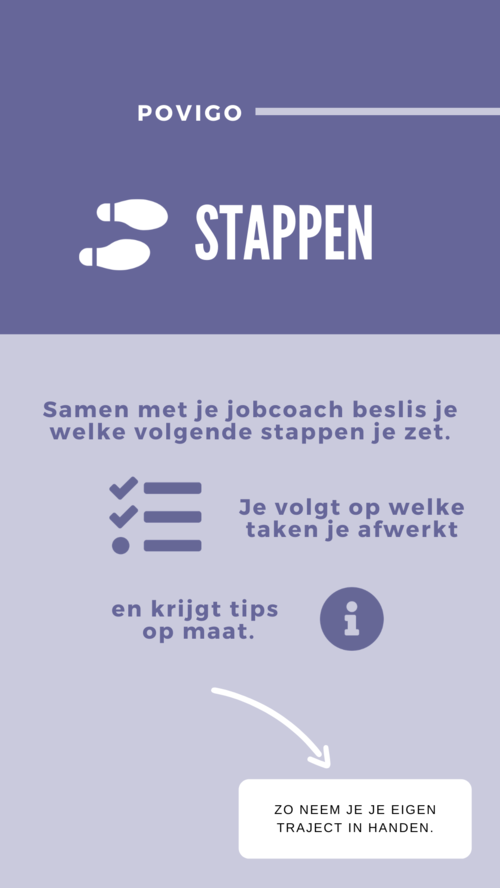 POVIGO
STAPPEN
Samen met je jobcoach beslis je
welke volgende stappen je zet.
Je volgt op welke
taken je afwerkt
en krijgt tips
op maat.
ZO NEEM JE JE EIGEN
TRAJECT IN HANDEN.